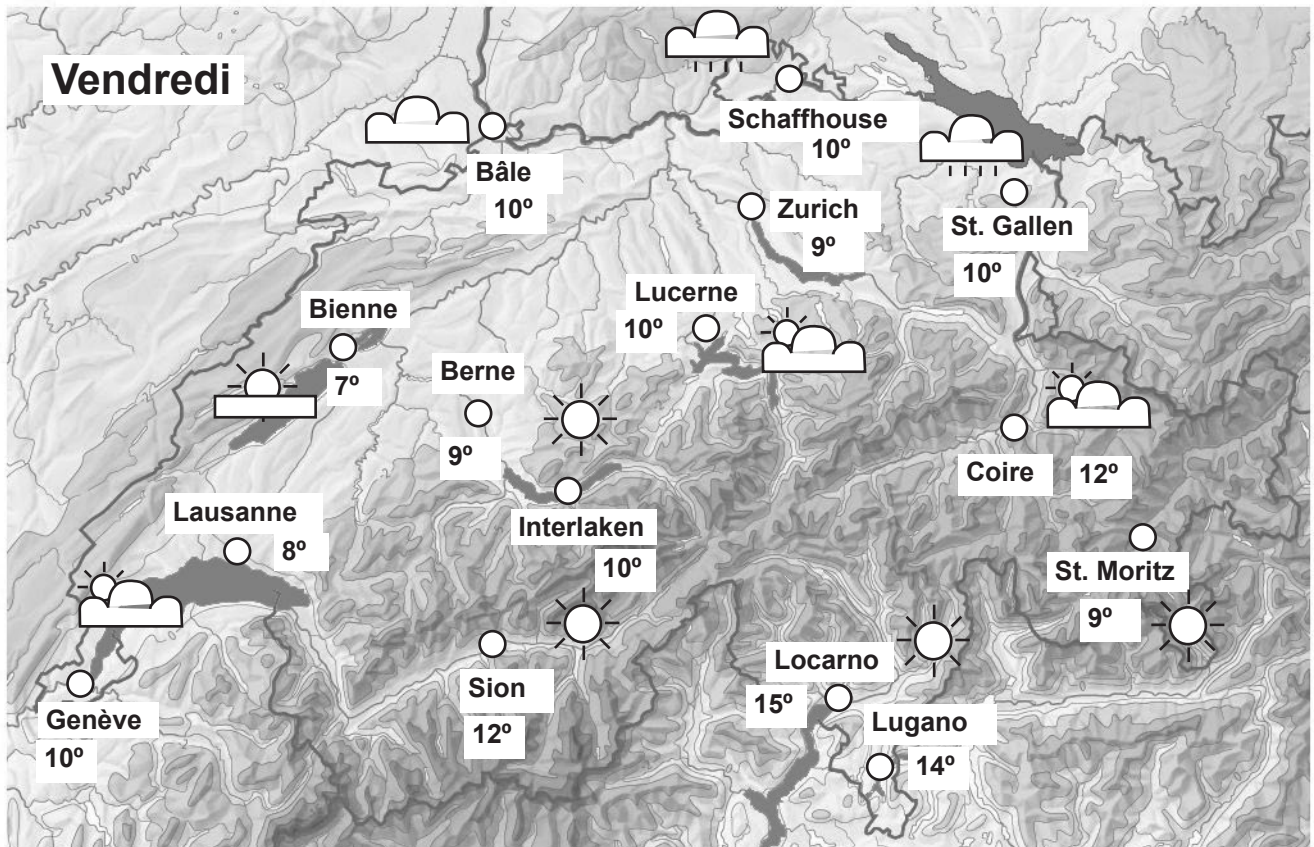 Vendredi
Schaffhouse
10º
Bâle
10º
Zurich
9º
St. Gallen
10º
Lucerne
10º
Bienne
7º
Berne
9º
Coire
12º
Lausanne
8º
Interlaken
10º
St. Moritz
9º
Sion
12º
Locarno
15º
Genève
10º
Lugano
14º